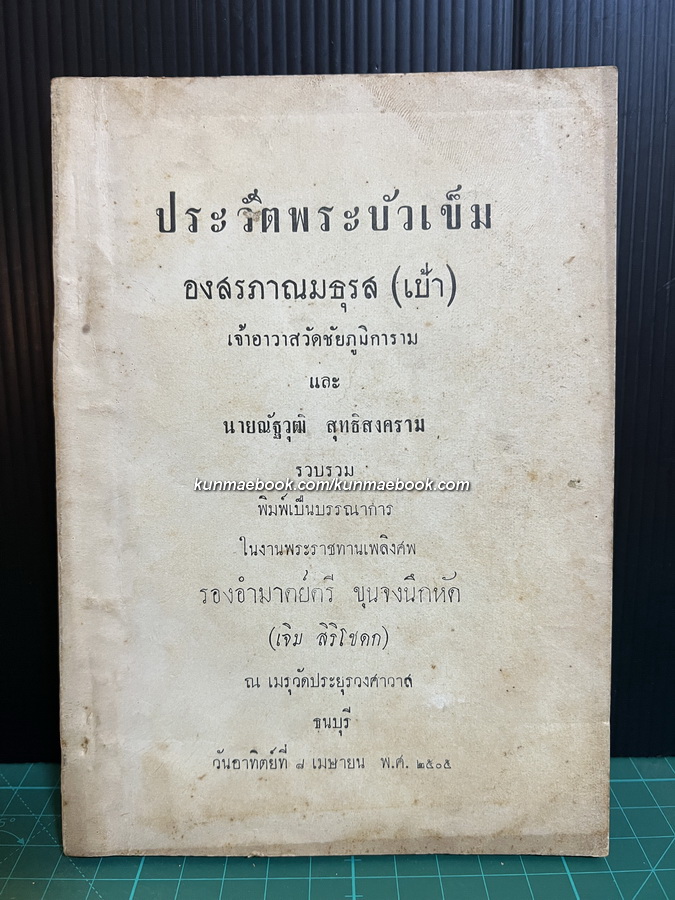 ประวัติพระบัวเข็ม
องสรภาณมธุรส (เป้า)
เจ้าอาวาสวัดชัยภูมิการาม
และ
นายณัฐวุฒิ สุทธิสงคราม
รวบรวม
kunmaebook.com/kunmaebook.com
พิมพ์เป็นบรรณาการ
ในงานพระราชทานเพลิงศพ
รองอำมาตย์ตรี ขุนจงนึกหัด
(เจิม สิริโชดก)
ณ เมรุวัดประยุรวงศาวาส
ธนบุรี
วันอาทิตย์ที่ ๘ เมษายน พ.ศ. ๒๕๐๕